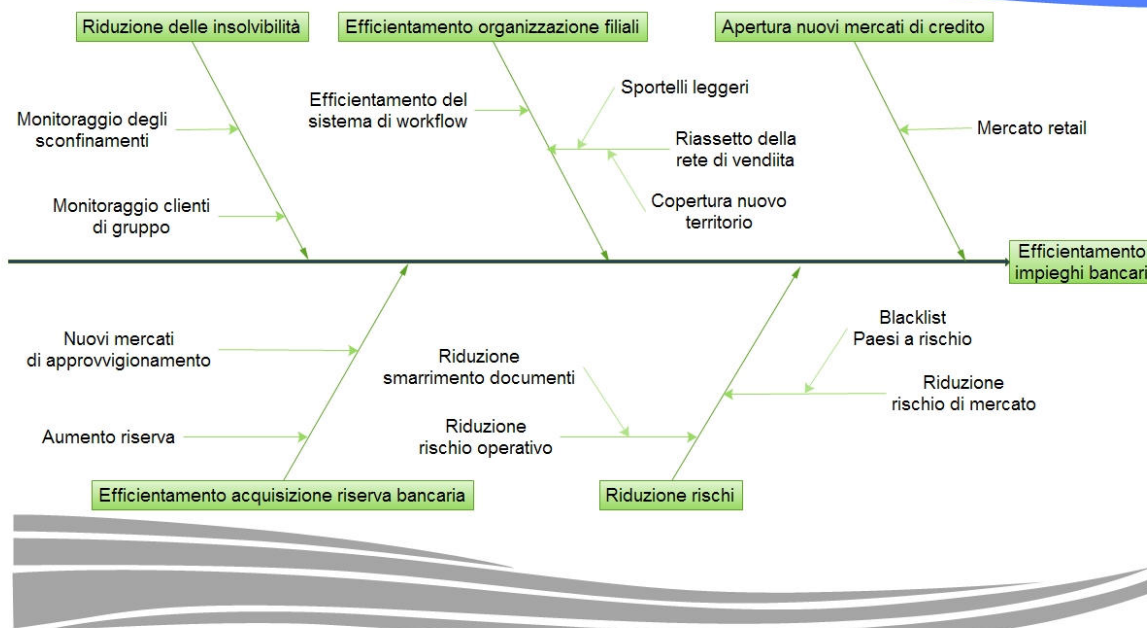 Riduzione delle insolvibilità
Efficientamento organizzazione filiali
Apertura nuovi mercati di credito
Monitoraggio degli
sconfinamenti
Monitoraggio clienti
di gruppo
Efficientamento del
sistema di workflow
Sportelli leggeri
Riassetto della
rete di vendiita
Copertura nuovo
territorio
Mercato retail
Efficientamento
impieghi bancari
Nuovi mercati
di approvvigionamento
Aumento riserva
Riduzione
smarrimento documenti
Riduzione
rischio operativo
Blacklist
Paesi a rischio
Riduzione
rischio di mercato
Efficientamento acquisizione riserva bancaria
Riduzione rischi